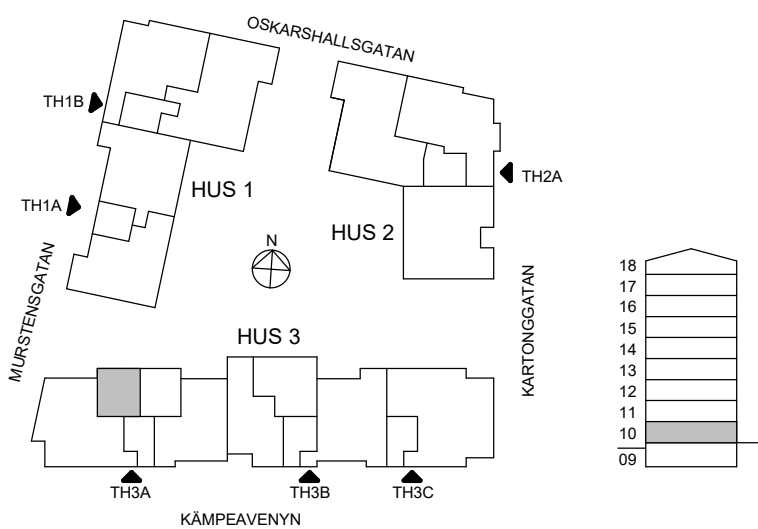 OSKARSHALLSGATAN
TH1B
TH2A
HUS 1
TH1A
HUS 2
N
MURSTENSGATAN
KARTONGGATAN
HUS 3
TH3A
TH3B
TH3C
KÄMPEAVENYN
18
17
16
15
14
13
12
11
10
09